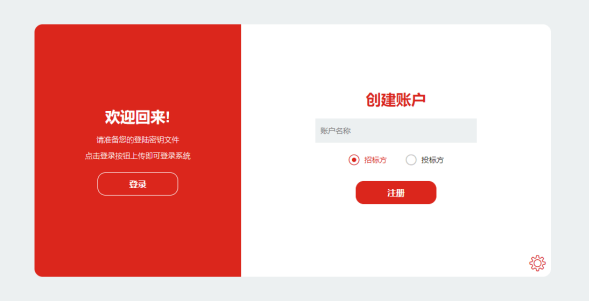 欢迎回来!
请准备您的登陆密钥文件
点击登录按钮上传即可登录系统
登录
创建账户
账户名称
招标方
投标方
注册